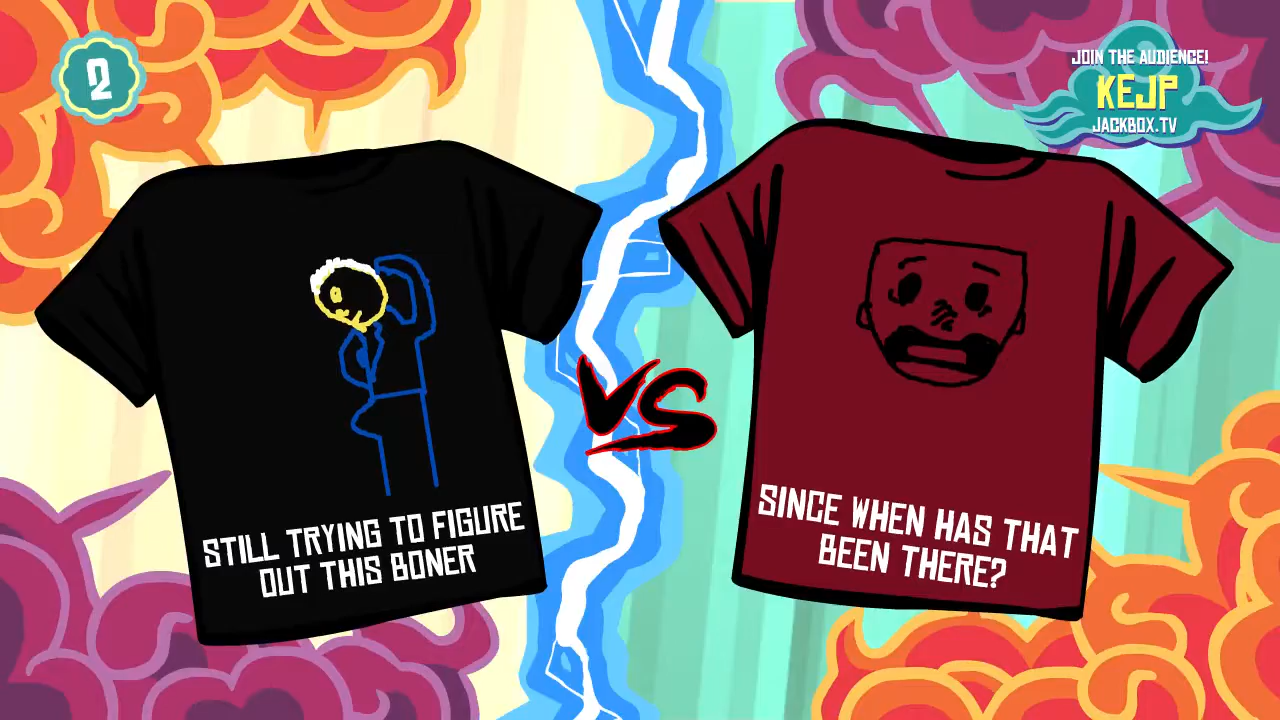 2
JOIN THE AUDIENCE!
KEJP
JACKBOX.TV
STILL TRYING TO FIGURE
OUT THIS BONER
VS
SINCE WHEN HAS THAT
BEEN THERE?